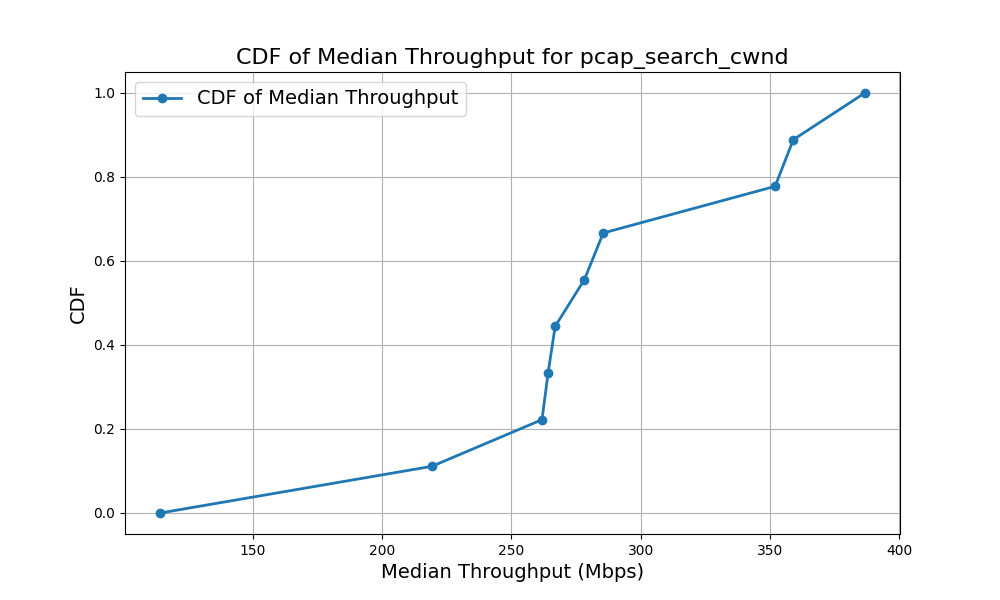 CDF of Median Throughput for pcap_search_cwnd
CDF of Median Throughput
1.0
0.8
0.6
0.4
0.2
0.0
CDF
150 200 250 300 350 400
Median Throughput (Mbps)